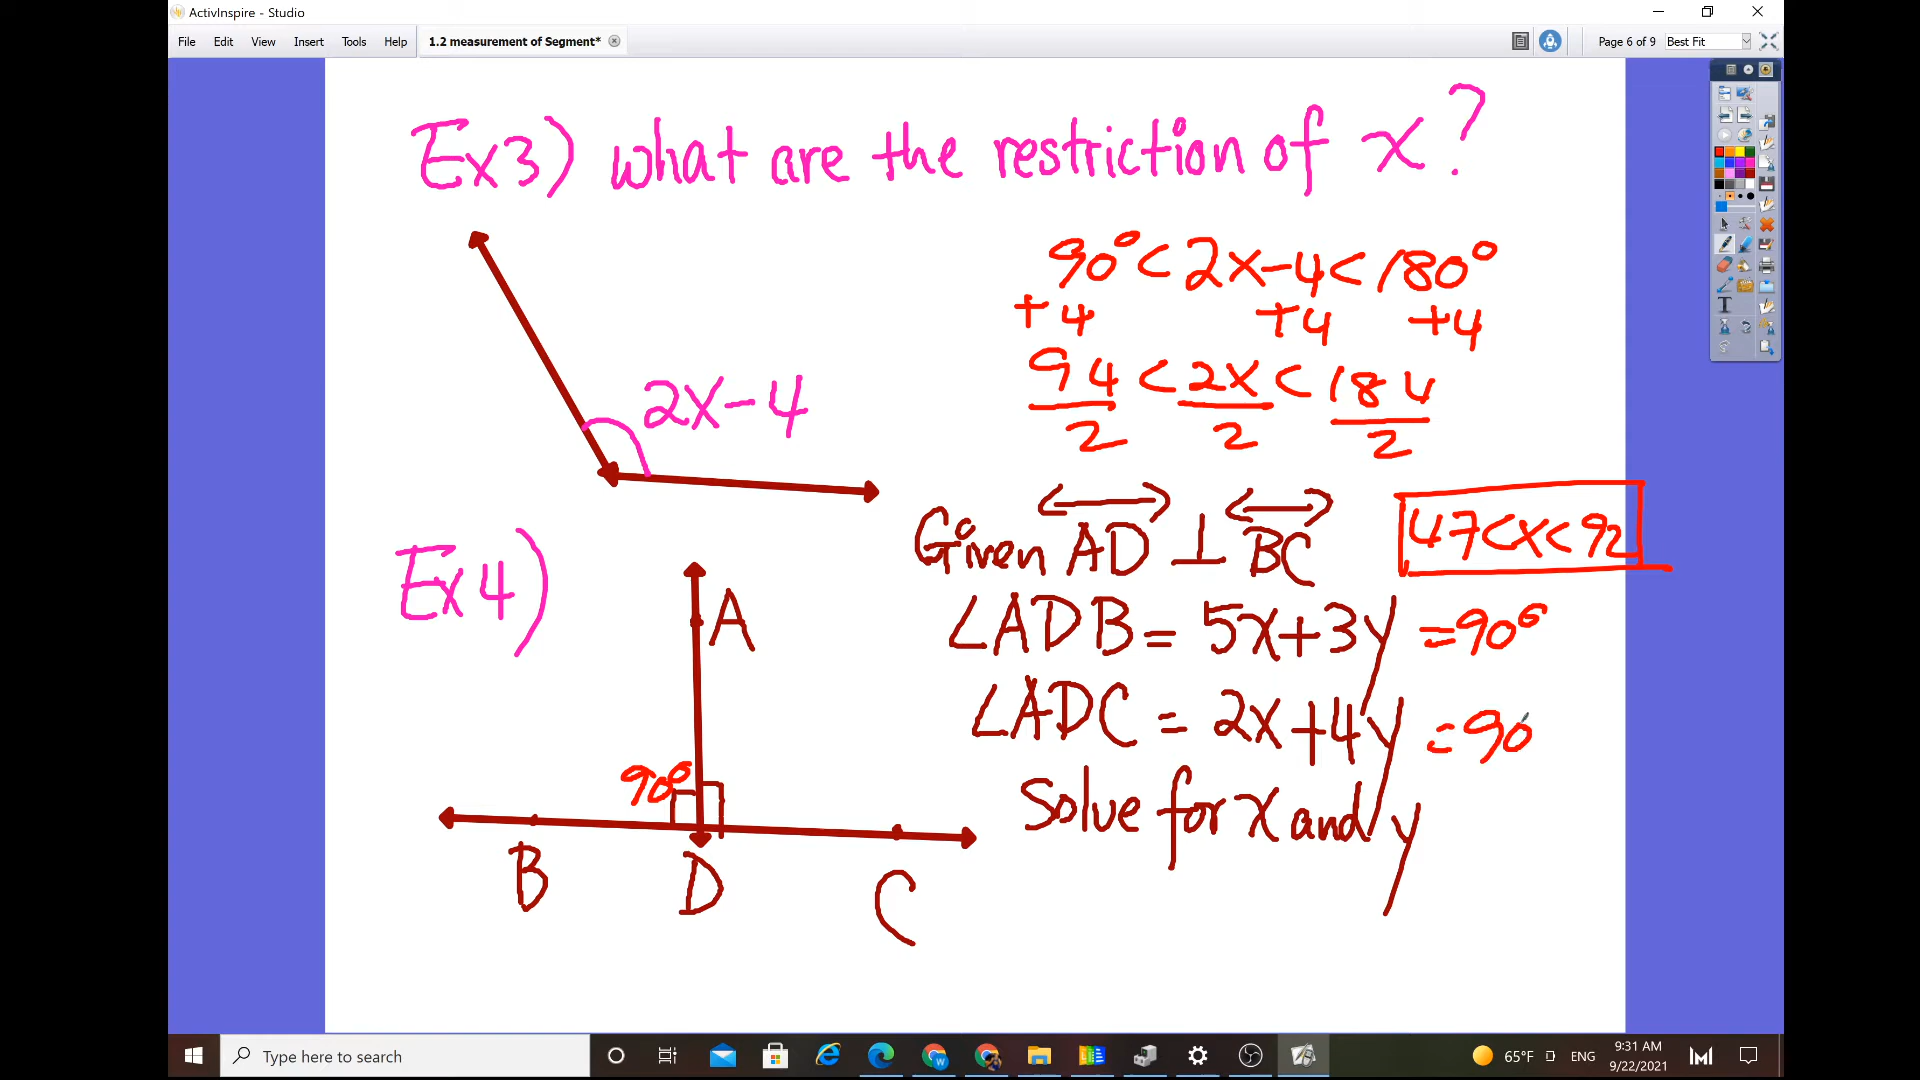 ActivInspire - Studio
File Edit View Insert Tools Help 1.2 measurement of Segment* Page 6 of 9 Best Fit
Ex3) what are the restriction of x?
90° < 2x-4 < 180°
+4 +4 +4
94 < 2x < 184
2 2 2
2x-4
47<x<92
Ex4)
Given AD ⊥ BC
∠ADB = 5x+3y =90°
∠ADC = 2x+4y =90
Solve for x and y
A
90°
B D C
Type here to search
65°F ENG 9:31 AM
9/22/2021